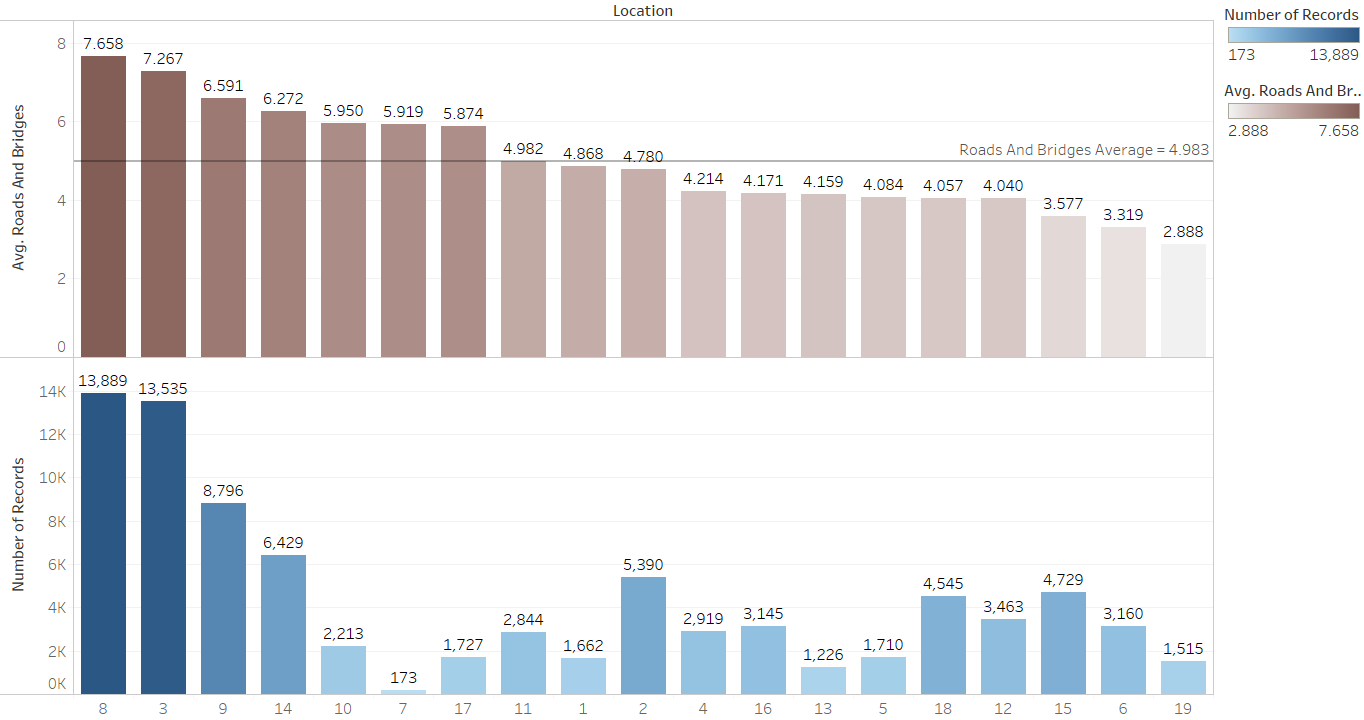 Location
Number of Records
173 13,889
Avg. Roads And Br..
2.888 7.658
Avg. Roads And Bridges
8
6
4
2
0
7.658 7.267 6.591 6.272 5.950 5.919 5.874 4.982 4.868 4.780 4.214 4.171 4.159 4.084 4.057 4.040 3.577 3.319 2.888
Roads And Bridges Average = 4.983
Number of Records
14K
12K
10K
8K
6K
4K
2K
0K
13,889 13,535 8,796 6,429 2,213 173 1,727 2,844 1,662 5,390 2,919 3,145 1,226 1,710 4,545 3,463 4,729 3,160 1,515
8 3 9 14 10 7 17 11 1 2 4 16 13 5 18 12 15 6 19